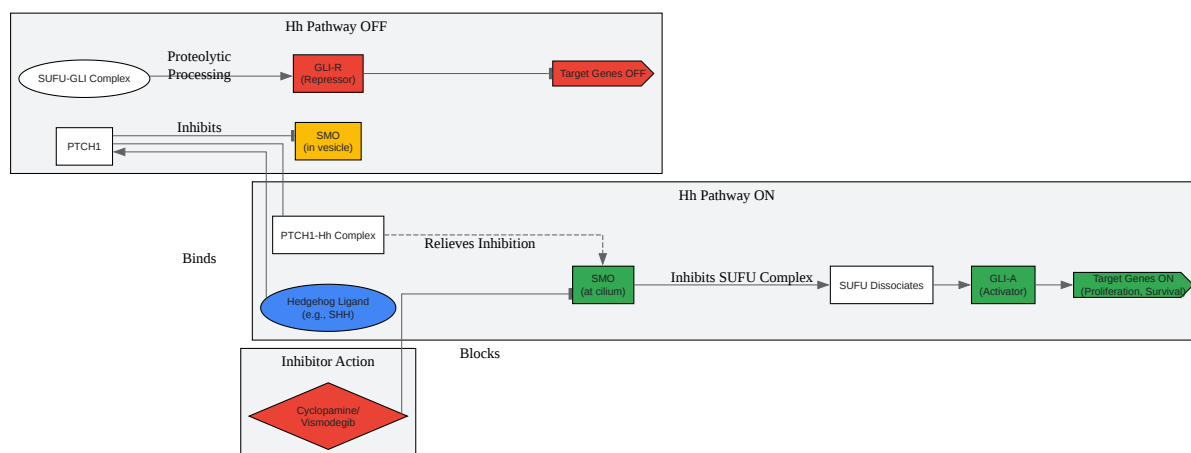 Hh Pathway OFF
Proteolytic
Processing
SUFU-GLI Complex
GLI-R
(Repressor)
Target Genes OFF
Inhibits
PTCH1
SMO
(in vesicle)
Hh Pathway ON
PTCH1-Hh Complex
Relieves Inhibition
Binds
SMO
(at cilium)
Inhibits SUFU Complex
SUFU Dissociates
GLI-A
(Activator)
Target Genes ON
(Proliferation, Survival)
Hedgehog Ligand
(e.g., SHH)
Blocks
Inhibitor Action
Cyclopamine/
Vismodegib